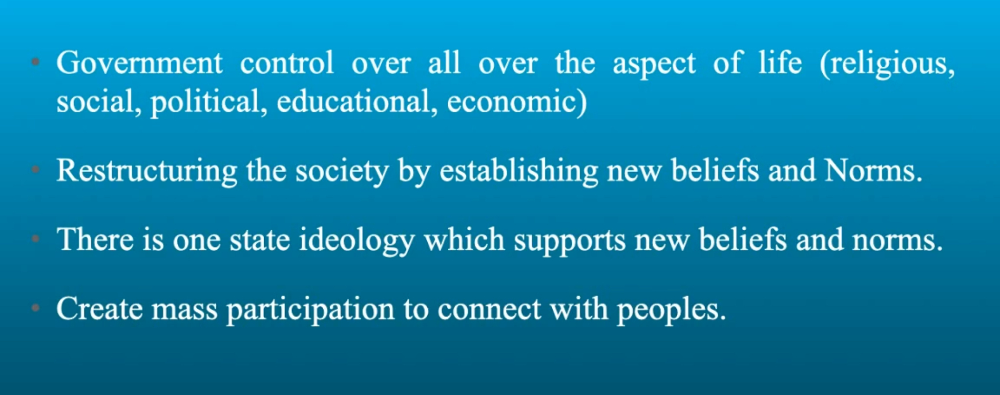 • Government control over all over the aspect of life (religious,
social, political, educational, economic)
• Restructuring the society by establishing new beliefs and Norms.
• There is one state ideology which supports new beliefs and norms.
• Create mass participation to connect with peoples.